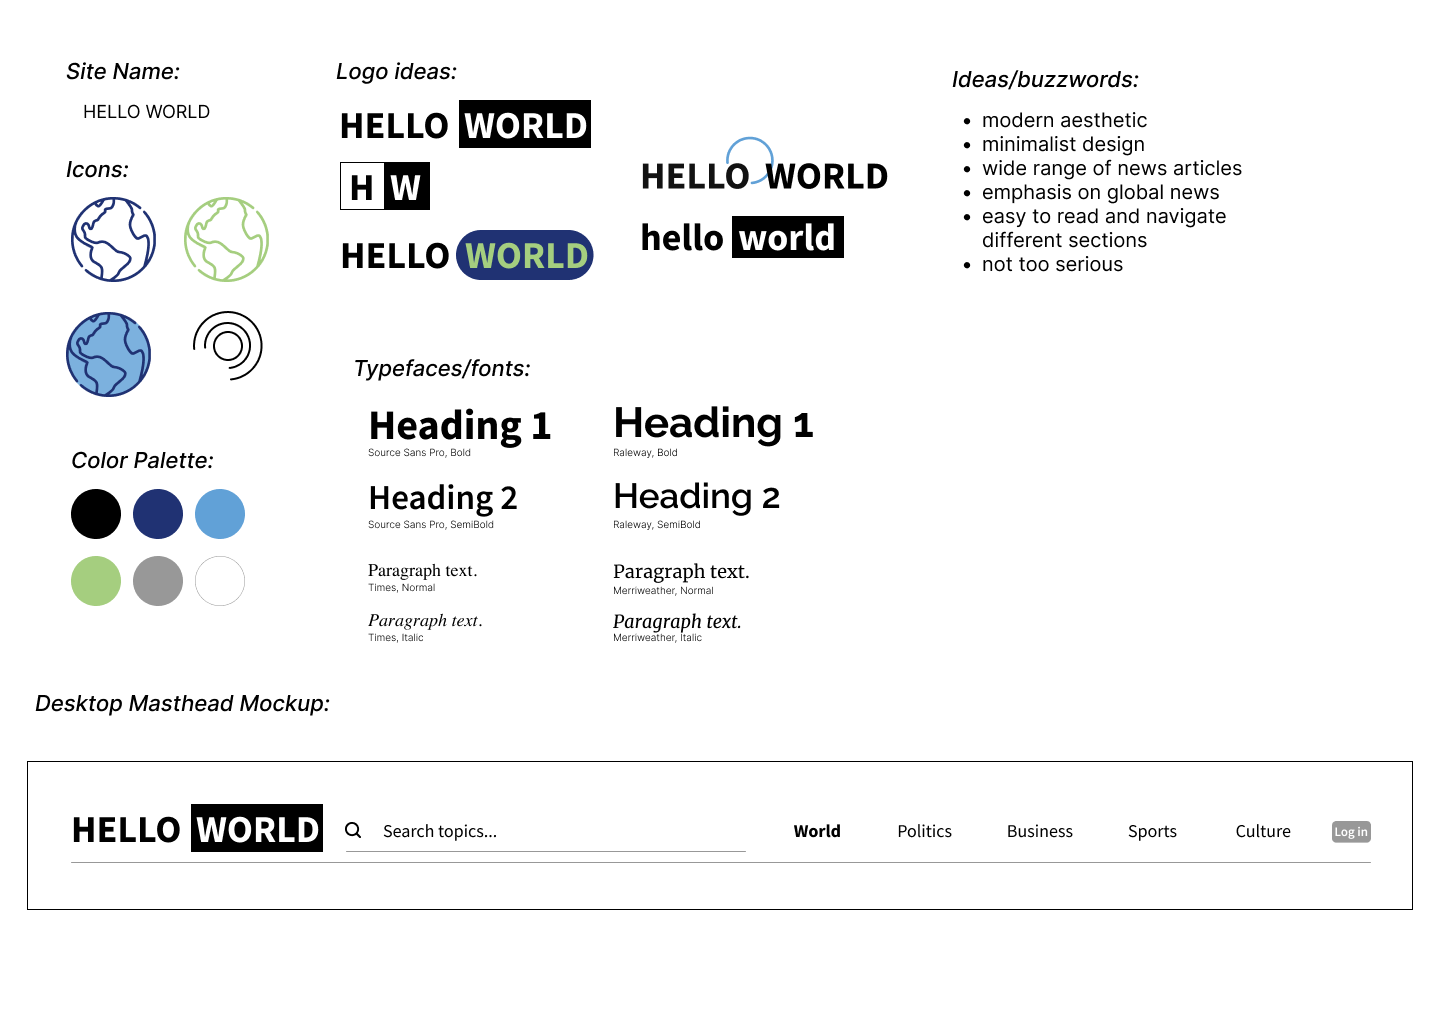 Site Name:
HELLO WORLD
Icons:
Color Palette:
Logo ideas:
HELLO WORLD
H W
HELLO WORLD
HELLO WORLD
hello world
Ideas/buzzwords:
• modern aesthetic
• minimalist design
• wide range of news articles
• emphasis on global news
• easy to read and navigate
different sections
• not too serious
Typefaces/fonts:
Heading 1
Source Sans Pro, Bold
Heading 2
Source Sans Pro, SemiBold
Paragraph text.
Times, Normal
Paragraph text.
Times, Italic
Heading 1
Raleway, Bold
Heading 2
Raleway, SemiBold
Paragraph text.
Merriweather, Normal
Paragraph text.
Merriweather, Italic
Desktop Masthead Mockup:
HELLO WORLD Search topics... World Politics Business Sports Culture Log in